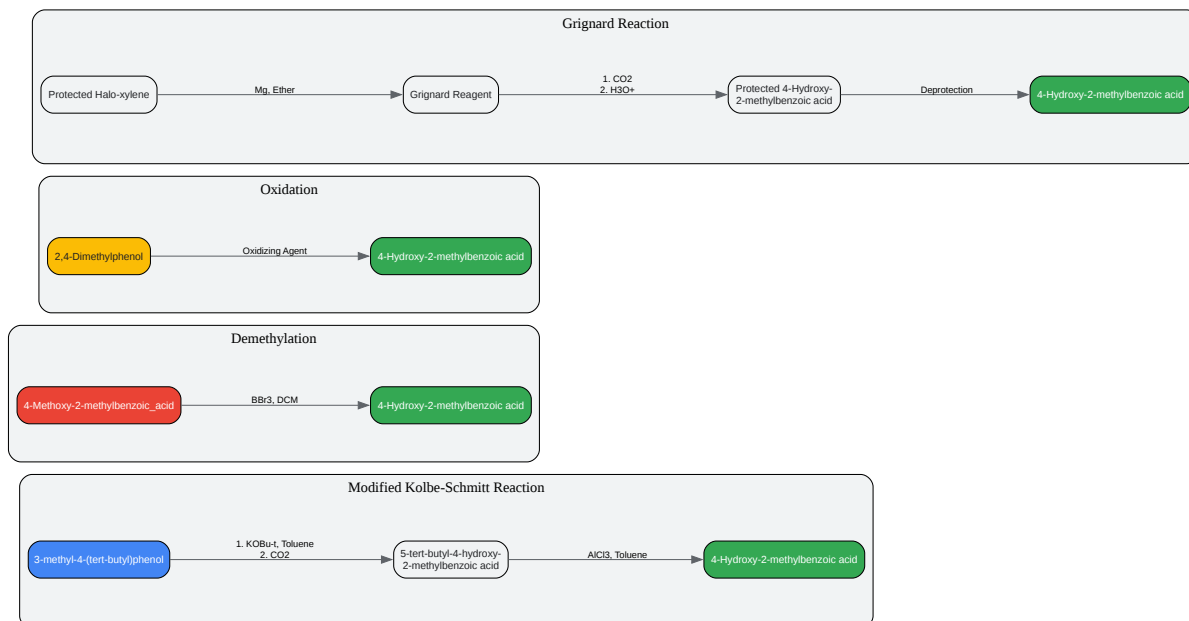 Grignard Reaction
Protected Halo-xylene
Mg, Ether
Grignard Reagent
1. CO2
2. H3O+
Protected 4-Hydroxy-
2-methylbenzoic acid
Deprotection
4-Hydroxy-2-methylbenzoic acid
Oxidation
2,4-Dimethylphenol
Oxidizing Agent
4-Hydroxy-2-methylbenzoic acid
Demethylation
4-Methoxy-2-methylbenzoic_acid
BBr3, DCM
4-Hydroxy-2-methylbenzoic acid
Modified Kolbe-Schmitt Reaction
3-methyl-4-(tert-butyl)phenol
1. KOBu-t, Toluene
2. CO2
5-tert-butyl-4-hydroxy-
2-methylbenzoic acid
AlCl3, Toluene
4-Hydroxy-2-methylbenzoic acid